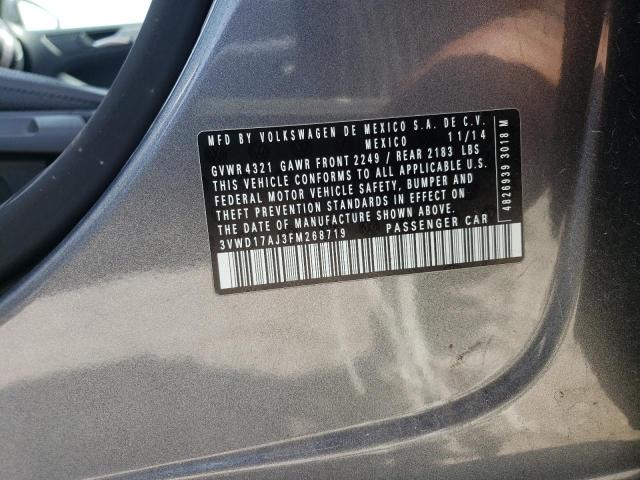 MFD BY VOLKSWAGEN DE MEXICO S.A. DE C.V.
MEXICO 11/14
GVWR 4321 GAWR FRONT 2249 / REAR 2183 LBS
THIS VEHICLE CONFORMS TO ALL APPLICABLE U.S.
FEDERAL MOTOR VEHICLE SAFETY, BUMPER AND
THEFT PREVENTION STANDARDS IN EFFECT ON
THE DATE OF MANUFACTURE SHOWN ABOVE.
3VWD17AJ3FM268719 PASSENGER CAR
4826939 3018 M